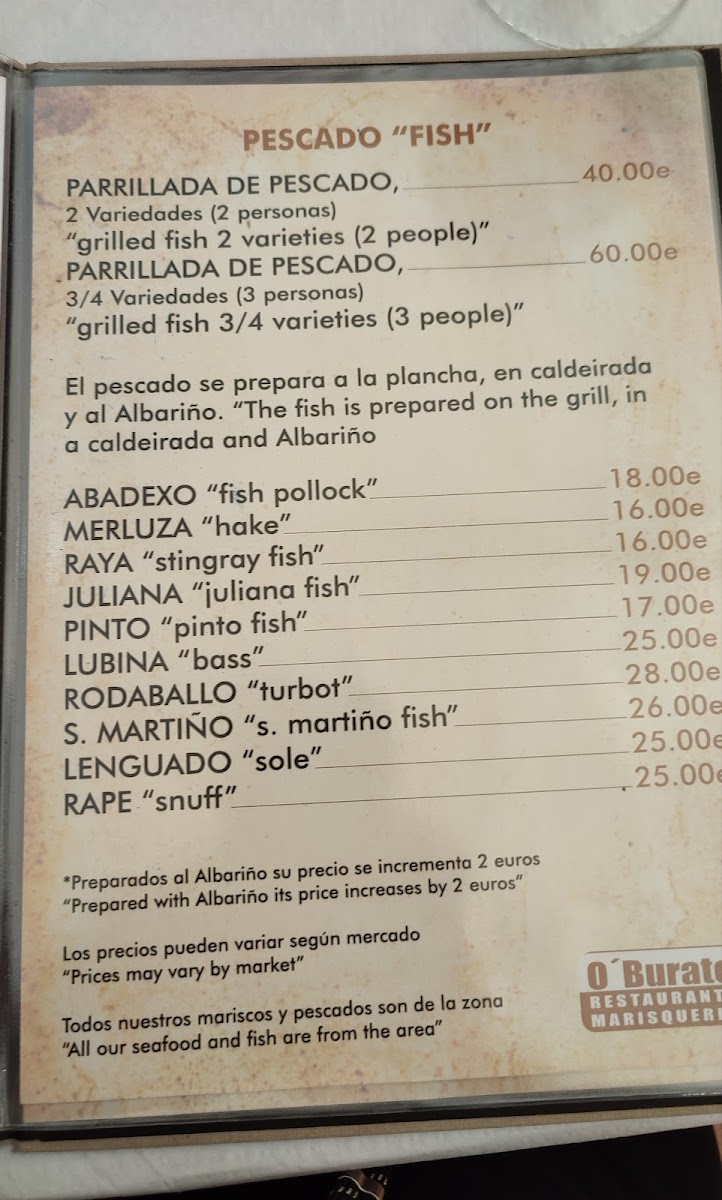 PESCADO “FISH”
PARRILLADA DE PESCADO, 40.00e
2 Variedades (2 personas)
“grilled fish 2 varieties (2 people)”
PARRILLADA DE PESCADO, 60.00e
3/4 Variedades (3 personas)
“grilled fish 3/4 varieties (3 people)”
El pescado se prepara a la plancha, en caldeirada
y al Albariño. “The fish is prepared on the grill, in
a caldeirada and Albariño
ABADEXO “fish pollock” 18.00e
MERLUZA “hake” 16.00e
RAYA “stingray fish” 16.00e
JULIANA “juliana fish” 19.00e
PINTO “pinto fish” 17.00e
LUBINA “bass” 25.00e
RODABALLO “turbot” 28.00e
S. MARTIÑO “s. martiño fish” 26.00e
LENGUADO “sole” 25.00e
RAPE “snuff” 25.00e
*Preparados al Albariño su precio se incrementa 2 euros
“Prepared with Albariño its price increases by 2 euros”
Los precios pueden variar según mercado
“Prices may vary by market”
Todos nuestros mariscos y pescados son de la zona
“All our seafood and fish are from the area”
O´Burato
RESTAURANT
MARISQUERI